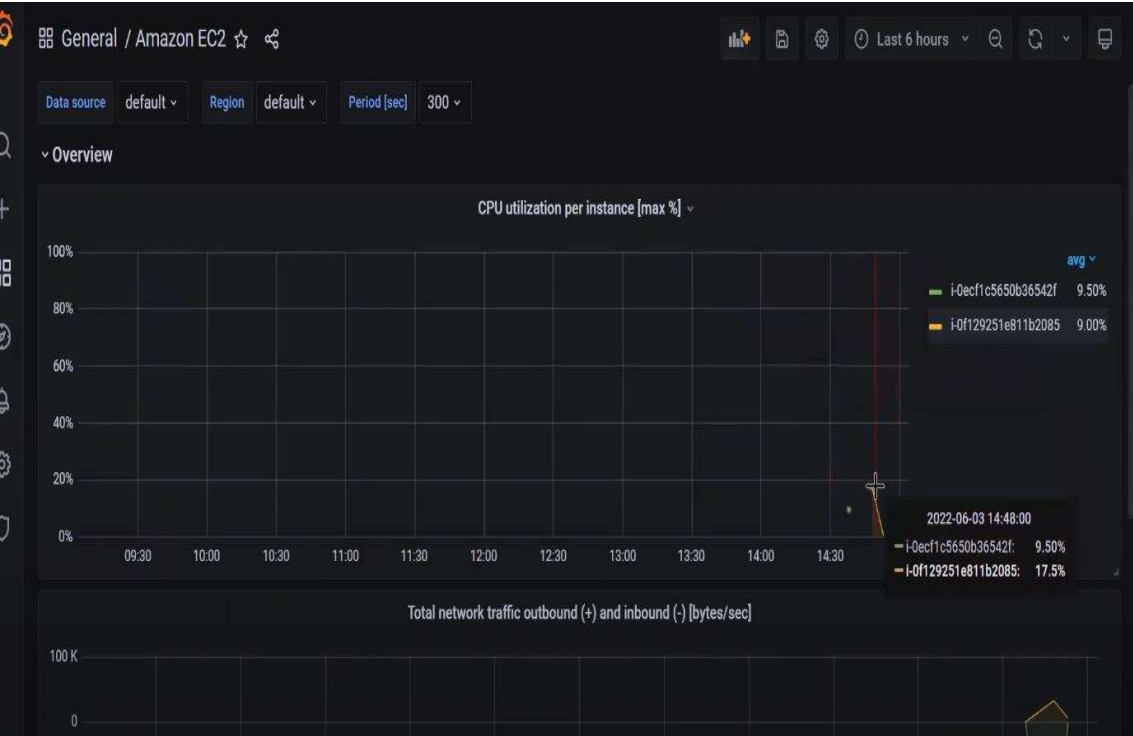 General / Amazon EC2
Last 6 hours
Data source default Region default Period [sec] 300
Overview
CPU utilization per instance [max %]
100%
80%
60%
40%
20%
0%
09:30 10:00 10:30 11:00 11:30 12:00 12:30 13:00 13:30 14:00 14:30
avg
i-0ecf1c5650b36542f 9.50%
i-0f129251e811b2085 9.00%
2022-06-03 14:48:00
i-0ecf1c5650b36542f: 9.50%
i-0f129251e811b2085: 17.5%
Total network traffic outbound (+) and inbound (-) [bytes/sec]
100 K
0